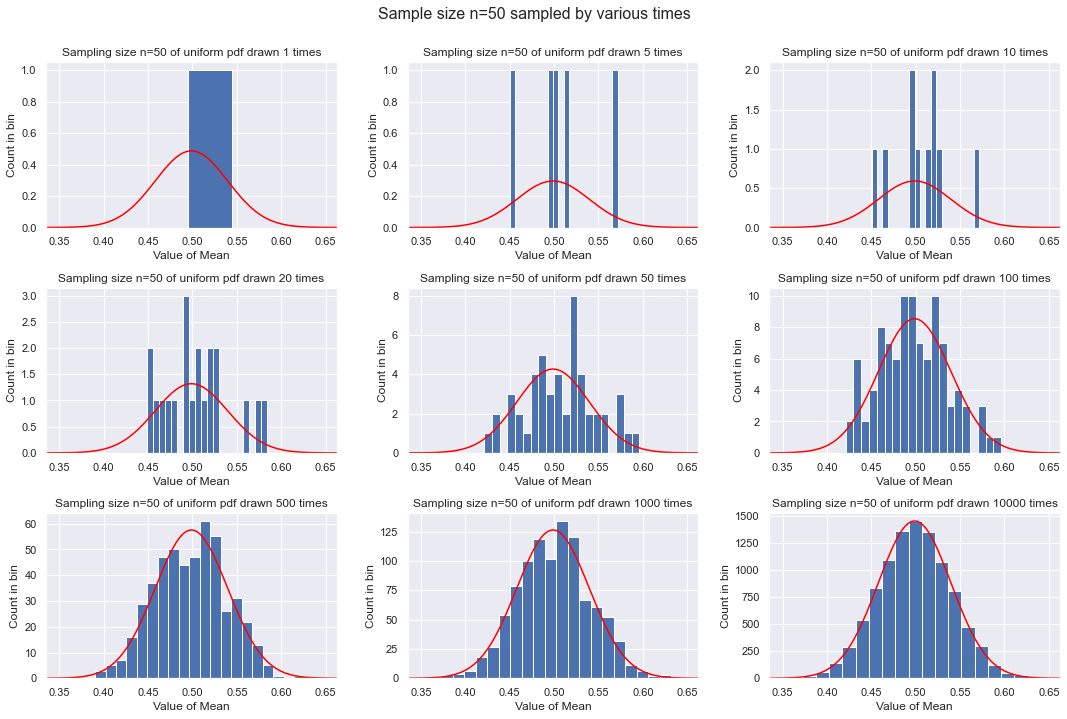 Sample size n=50 sampled by various times
Sampling size n=50 of uniform pdf drawn 1 times
Count in bin
1.0
0.8
0.6
0.4
0.2
0.0
0.35 0.40 0.45 0.50 0.55 0.60 0.65
Value of Mean
Sampling size n=50 of uniform pdf drawn 5 times
Count in bin
1.0
0.8
0.6
0.4
0.2
0.0
0.35 0.40 0.45 0.50 0.55 0.60 0.65
Value of Mean
Sampling size n=50 of uniform pdf drawn 10 times
Count in bin
2.0
1.5
1.0
0.5
0.0
0.35 0.40 0.45 0.50 0.55 0.60 0.65
Value of Mean
Sampling size n=50 of uniform pdf drawn 20 times
Count in bin
3.0
2.5
2.0
1.5
1.0
0.5
0.0
0.35 0.40 0.45 0.50 0.55 0.60 0.65
Value of Mean
Sampling size n=50 of uniform pdf drawn 50 times
Count in bin
8
6
4
2
0
0.35 0.40 0.45 0.50 0.55 0.60 0.65
Value of Mean
Sampling size n=50 of uniform pdf drawn 100 times
Count in bin
10
8
6
4
2
0
0.35 0.40 0.45 0.50 0.55 0.60 0.65
Value of Mean
Sampling size n=50 of uniform pdf drawn 500 times
Count in bin
60
50
40
30
20
10
0
0.35 0.40 0.45 0.50 0.55 0.60 0.65
Value of Mean
Sampling size n=50 of uniform pdf drawn 1000 times
Count in bin
125
100
75
50
25
0
0.35 0.40 0.45 0.50 0.55 0.60 0.65
Value of Mean
Sampling size n=50 of uniform pdf drawn 10000 times
Count in bin
1500
1250
1000
750
500
250
0
0.35 0.40 0.45 0.50 0.55 0.60 0.65
Value of Mean